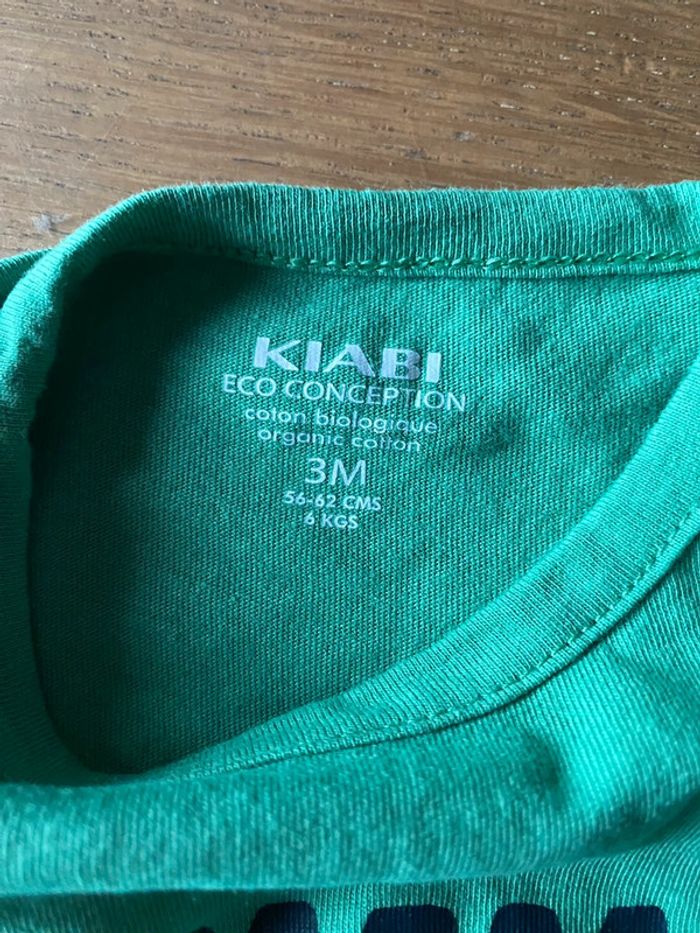 KIABI
ECO CONCEPTION
coton biologique
organic cotton
3M
56-62 CMS
6 KGS